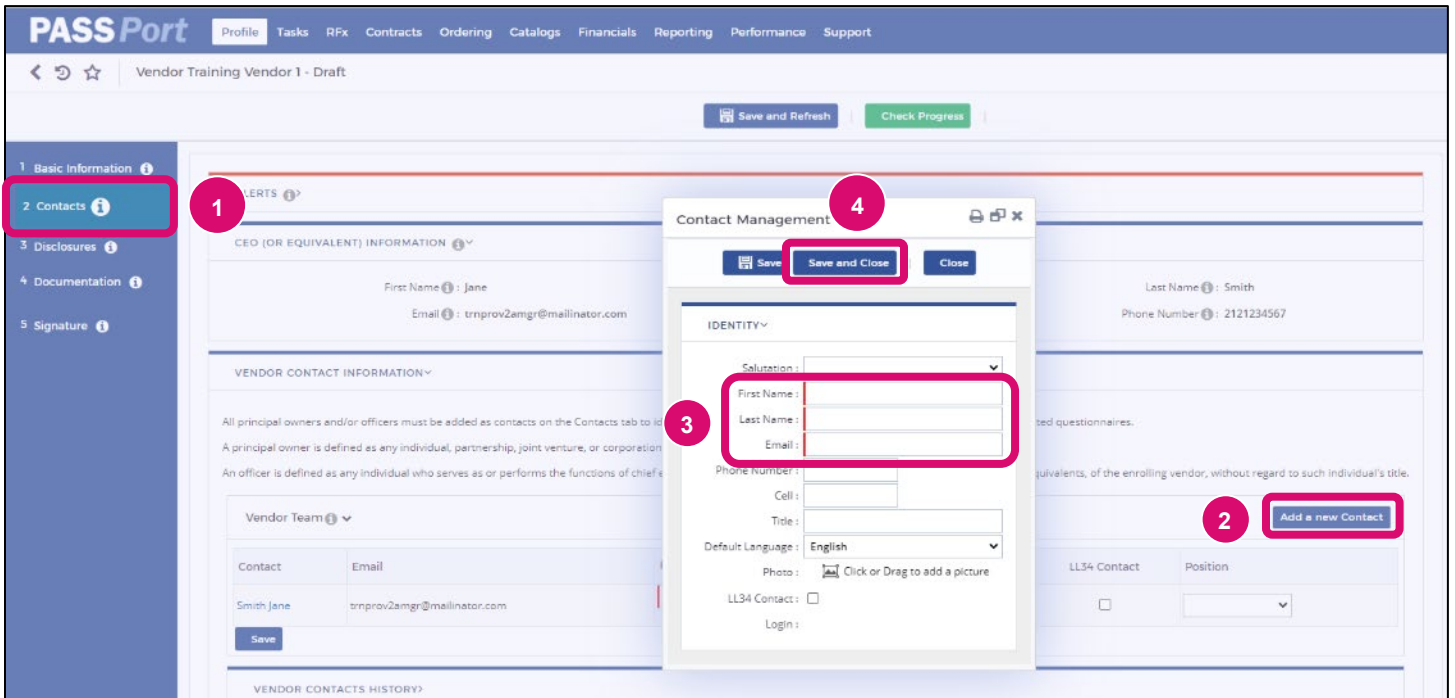 PASSPort Profile Tasks RFx Contracts Ordering Catalogs Financials Reporting Performance Support
Vendor Training Vendor 1 - Draft
Save and Refresh Check Progress
1 Basic Information
2 Contacts
3 Disclosures
4 Documentation
5 Signature
1
LERTS
CEO (OR EQUIVALENT) INFORMATION
First Name : Jane
Last Name : Smith
Email : trnprov2amgr@mailinator.com
Phone Number : 2121234567
VENDOR CONTACT INFORMATION
All principal owners and/or officers must be added as contacts on the Contacts tab to id
ted questionnaires.
A principal owner is defined as any individual, partnership, joint venture, or corporation
An officer is defined as any individual who serves as or performs the functions of chief e
quivalents, of the enrolling vendor, without regard to such individual's title.
Vendor Team
2
Add a new Contact
Contact Email LL34 Contact Position
Smith Jane trnprov2amgr@mailinator.com
Save
VENDOR CONTACTS HISTORY
Contact Management
4
Save Save and Close Close
IDENTITY
Salutation :
3
First Name :
Last Name :
Email :
Phone Number :
Cell :
Title :
Default Language : English
Photo : Click or Drag to add a picture
LL34 Contact :
Login :